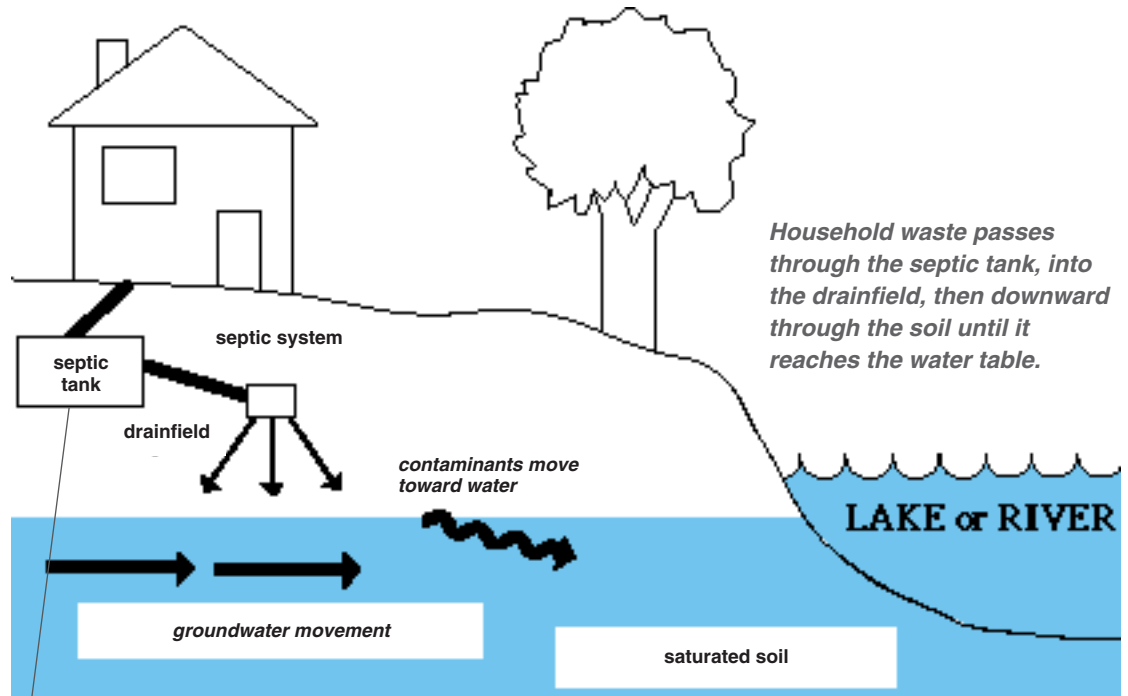 Household waste passes
through the septic tank, into
the drainfield, then downward
through the soil until it
reaches the water table.
septic system
septic
tank
drainfield
contaminants move
toward water
LAKE or RIVER
groundwater movement
saturated soil